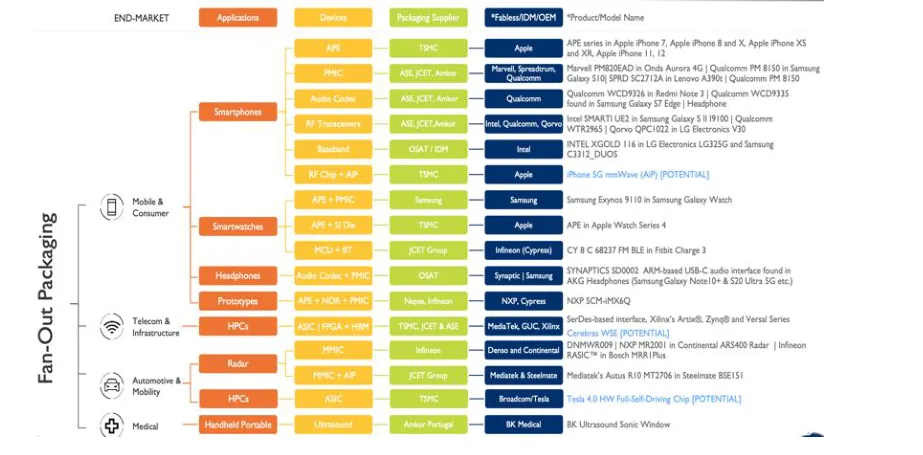 END-MARKET Applications Devices Packaging Supplier *Fabless/IDM/OEM *Product/Model Name
APE TSMC Apple APE series in Apple iPhone 7, Apple iPhone 8 and X, Apple iPhone XS
and XR, Apple iPhone 11, 12
PMIC ASE, JCET, Amkor Marvell, Spreadtrum,
Qualcomm
Marvell PM820EAD in Onda Aurora 4G | Qualcomm PM 8150 in Samsung
Galaxy S10| SPRD SC2712A in Lenovo A390t | Qualcomm PM 8150
Smartphones
Audio Codec ASE, JCET, Amkor Qualcomm Qualcomm WCD9326 in Redmi Note 3 | Qualcomm WCD9335
found in Samsung Galaxy S7 Edge | Headphone
RF Transceivers ASE, JCET,Amkor Intel, Qualcomm, Qorvo Intel SMARTI UE2 in Samsung Galaxy S II I9100 | Qualcomm
WTR2965 | Qorvo QPC1022 in LG Electronics V30
Baseband OSAT / IDM Intel INTEL XGOLD 116 in LG Electronics LG325G and Samsung
C3312_DUOS
RF Chip + AiP TSMC Apple iPhone 5G mmWave (AiP) [POTENTIAL]
Mobile &
Consumer
APE + PMIC Samsung Samsung Samsung Exynos 9110 in Samsung Galaxy Watch
Smartwatches APE + SI Die TSMC Apple APE in Apple Watch Series 4
MCU + BT JCET Group Infineon (Cypress) CY 8 C 68237 FM BLE in Fitbit Charge 3
Headphones Audio Codec + PMIC OSAT Synaptic | Samsung SYNAPTICS SD0002 ARM-based USB-C audio interface found in
AKG Headphones (Samsung Galaxy Note10+ & S20 Ultra 5G etc.)
Prototypes APE + NOR + PMIC Nepes, Infineon NXP, Cypress NXP SCM-iMX6Q
Fan-Out Packaging
Telecom &
Infrastructure
HPCs ASIC | FPGA + HBM TSMC, JCET & ASE MediaTek, GUC, Xilinx SerDes-based interface, Xilinx's Artix®, Zynq® and Versal Series
Cerebras WSE [POTENTIAL]
MMIC Infineon Denso and Continental DNMWR009 | NXP MR2001 in Continental ARS400 Radar | Infineon
RASIC™ in Bosch MRR1Plus
Radar
MMIC + AiP JCET Group Mediatek & Steelmate Mediatek's Autus R10 MT2706 in Steelmate BSE151
Automotive &
Mobility
HPCs ASIC TSMC Broadcom/Tesla Tesla 4.0 HW Full-Self-Driving Chip [POTENTIAL]
Medical Handheld Portable Ultrasound Amkor Portugal BK Medical BK Ultrasound Sonic Window